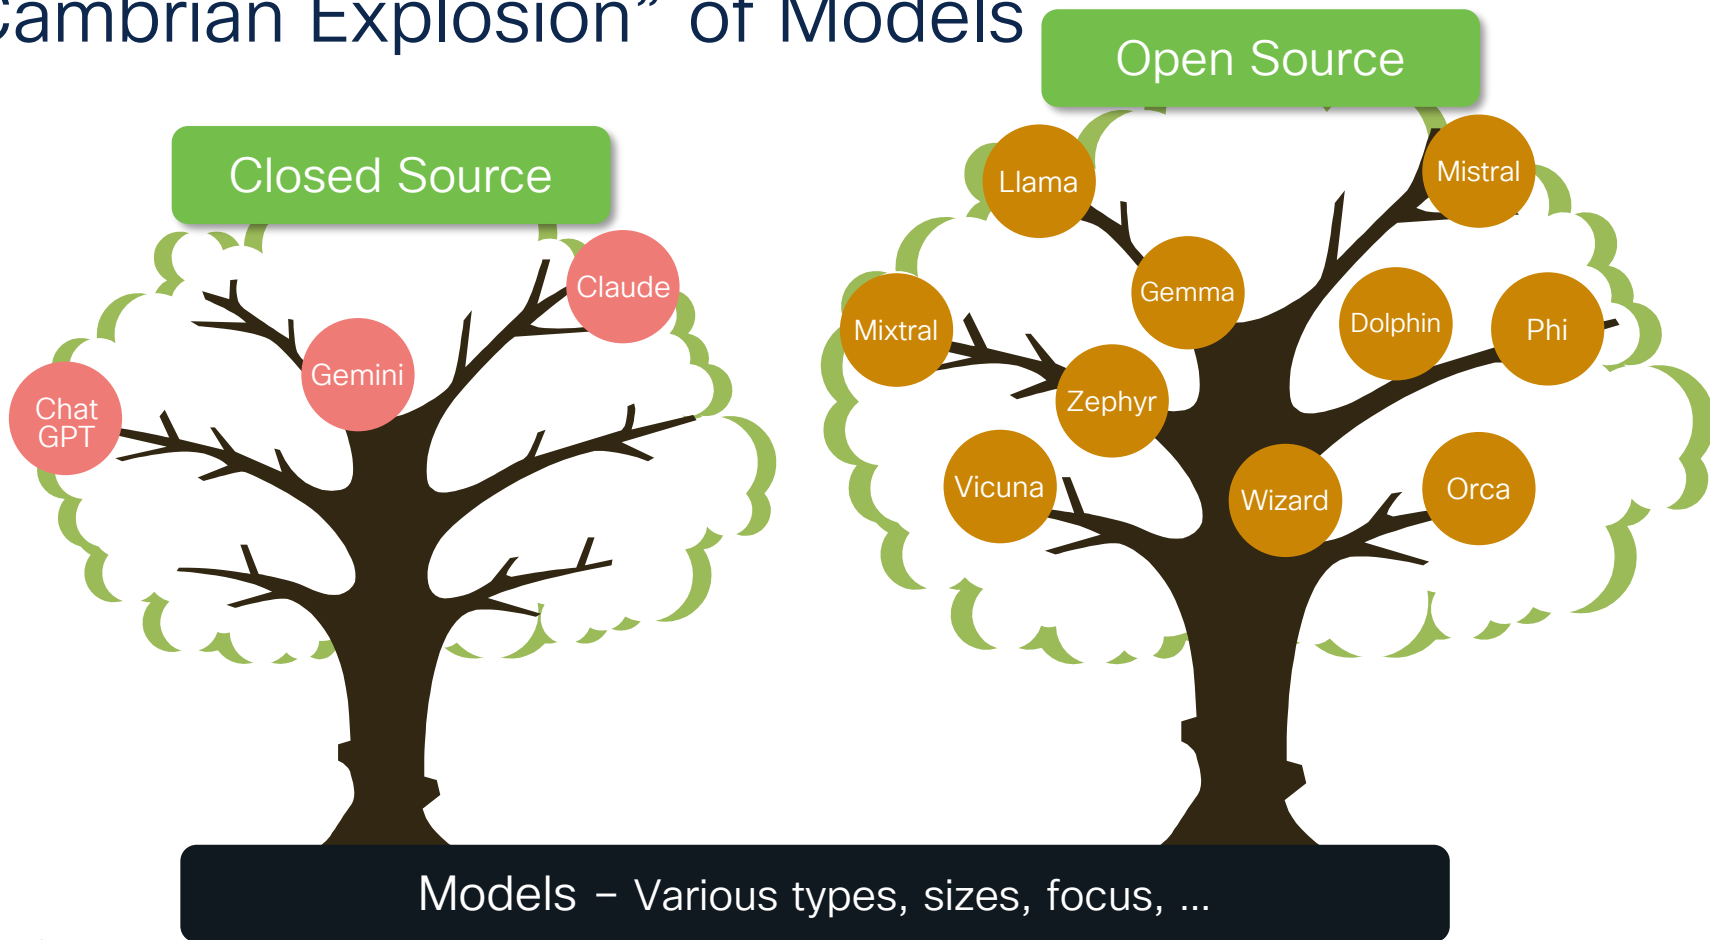 Cambrian Explosion” of Models
Open Source
Closed Source
Llama
Mistral
Claude
Gemma
Mixtral
Dolphin
Phi
Gemini
Zephyr
Chat
GPT
Vicuna
Wizard
Orca
Models – Various types, sizes, focus, ...